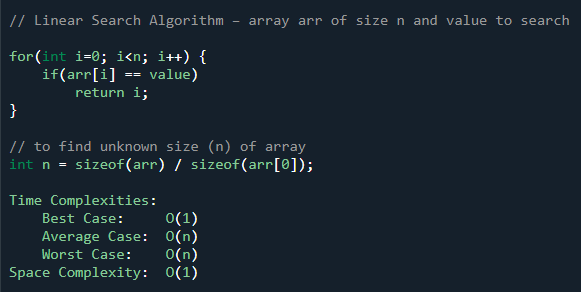 // Linear Search Algorithm – array arr of size n and value to search
for(int i=0; i<n; i++) {
if(arr[i] == value)
return i;
}
// to find unknown size (n) of array
int n = sizeof(arr) / sizeof(arr[0]);
Time Complexities:
Best Case: O(1)
Average Case: O(n)
Worst Case: O(n)
Space Complexity: O(1)